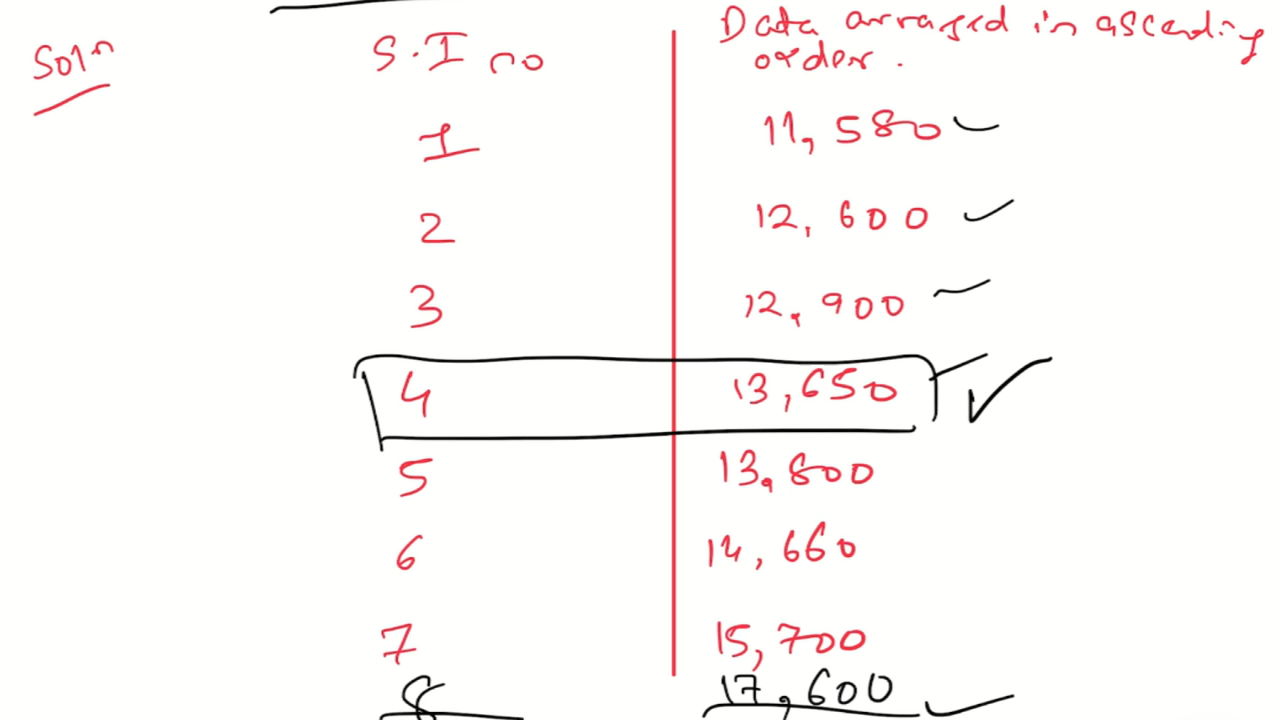 Soln
S.I no
Data arranged in ascending
order.
1 11,580
2 12,600
3 12,900
4 13,650
5 13,800
6 14,660
7 15,700
8 17,600